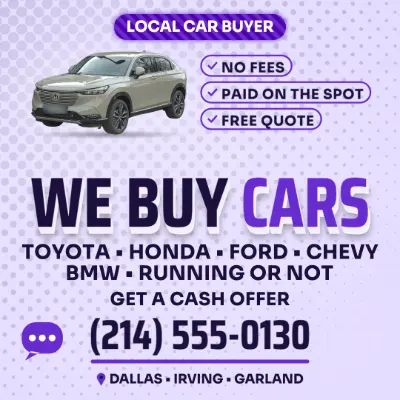 LOCAL CAR BUYER
NO FEES
PAID ON THE SPOT
FREE QUOTE
WE BUY CARS
TOYOTA ▪ HONDA ▪ FORD ▪ CHEVY
BMW ▪ RUNNING OR NOT
GET A CASH OFFER
(214) 555-0130
DALLAS ▪ IRVING ▪ GARLAND